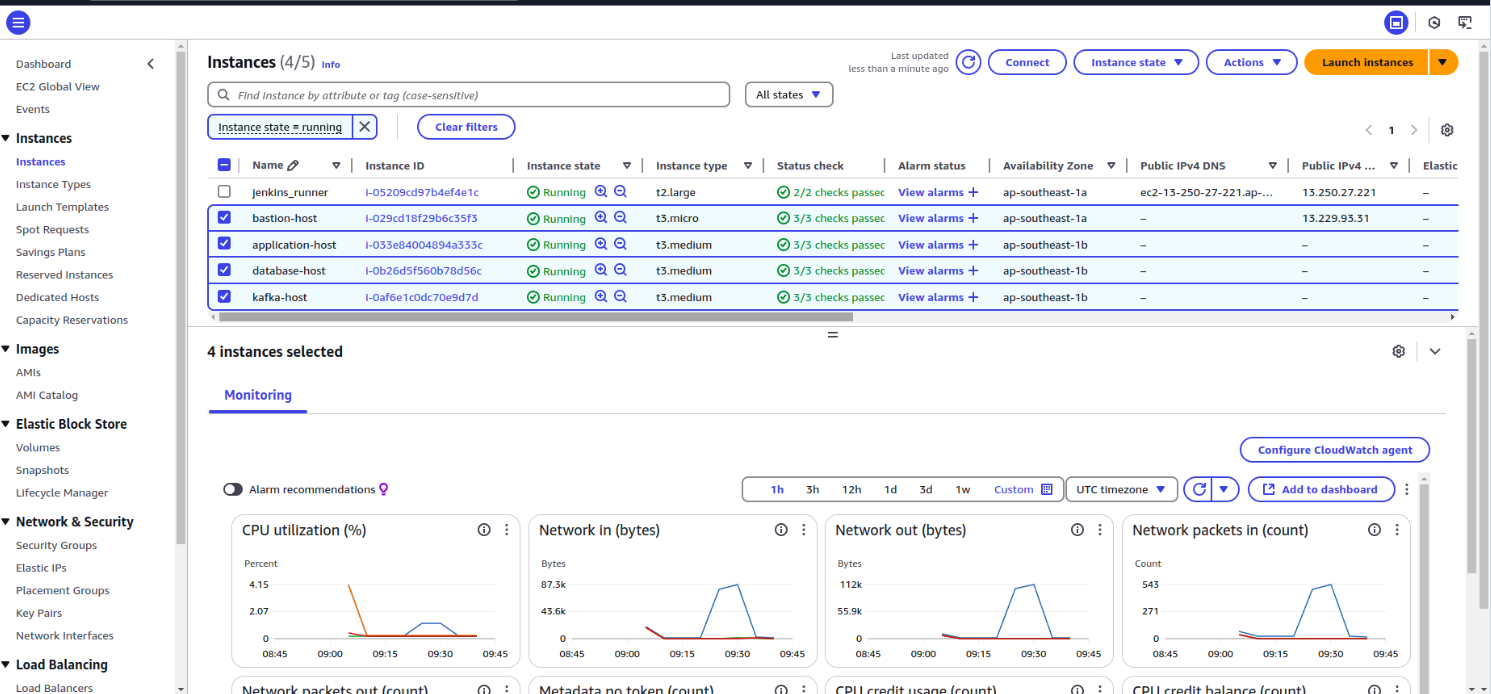 Dashboard
EC2 Global View
Events
Instances
Instances
Instance Types
Launch Templates
Spot Requests
Savings Plans
Reserved Instances
Dedicated Hosts
Capacity Reservations
Images
AMIs
AMI Catalog
Elastic Block Store
Volumes
Snapshots
Lifecycle Manager
Network & Security
Security Groups
Elastic IPs
Placement Groups
Key Pairs
Network Interfaces
Load Balancing
Load Balancers
Instances (4/5) Info
Last updated
less than a minute ago
Connect Instance state Actions Launch instances
Find Instance by attribute or tag (case-sensitive) All states
Instance state = running Clear filters
1
Name Instance ID Instance state Instance type Status check Alarm status Availability Zone Public IPv4 DNS Public IPv4 ... Elastic
jenkins_runner i-05209cd97b4ef4e1c Running t2.large 2/2 checks passec View alarms + ap-southeast-1a ec2-13-250-27-221.ap-... 13.250.27.221 –
bastion-host i-029cd18f29b6c35f3 Running t3.micro 3/3 checks passec View alarms + ap-southeast-1a – 13.229.93.31 –
application-host i-033e84004894a333c Running t3.medium 3/3 checks passec View alarms + ap-southeast-1b – – –
database-host i-0b26d5f560b78d56c Running t3.medium 3/3 checks passec View alarms + ap-southeast-1b – – –
kafka-host i-0af6e1c0dc70e9d7d Running t3.medium 3/3 checks passec View alarms + ap-southeast-1b – – –
4 instances selected
Monitoring
Configure CloudWatch agent
Alarm recommendations 1h 3h 12h 1d 3d 1w Custom UTC timezone Add to dashboard
CPU utilization (%)
Percent
4.15
2.07
0
08:45 09:00 09:15 09:30 09:45
Network in (bytes)
Bytes
87.3k
43.6k
0
08:45 09:00 09:15 09:30 09:45
Network out (bytes)
Bytes
112k
55.9k
0
08:45 09:00 09:15 09:30 09:45
Network packets in (count)
Count
543
271
0
08:45 09:00 09:15 09:30 09:45
Network packets out (count)
Metadata no token (count)
CPU credit usage (count)
CPU credit balance (count)